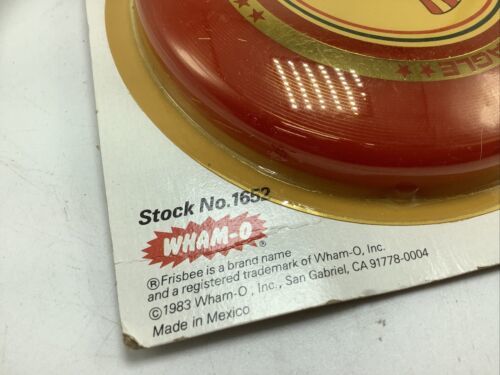 EAGLE
Stock No.1652
WHAM-O®
®Frisbee is a brand name
and a registered trademark of Wham-O, Inc.
©1983 Wham-O , Inc., San Gabriel, CA 91778-0004
Made in Mexico